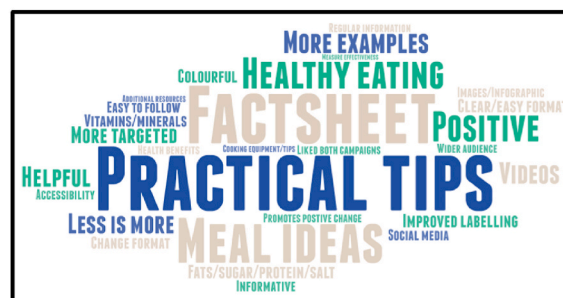 REGULAR INFORMATION
MORE EXAMPLES
MEASURE EFFECTIVENESS
COLOURFUL
HEALTHY EATING
IMAGES/INFOGRAPHIC
ADDITIONAL RESOURCES
FACTSHEET
CLEAR/EASY FORMAT
EASY TO FOLLOW
VITAMINS/MINERALS
POSITIVE
MORE TARGETED
HEALTH BENEFITS
COOKING EQUIPMENT/TIPS
LIKED BOTH CAMPAIGNS
WIDER AUDIENCE
HELPFUL
PRACTICAL TIPS
VIDEOS
ACCESSIBILITY
LESS IS MORE
PROMOTES POSTIVE CHANGE
IMPROVED LABELLING
MEAL IDEAS
SOCIAL MEDIA
CHANGE FORMAT
FATS/SUGAR/PROTEIN/SALT
INFORMATIVE